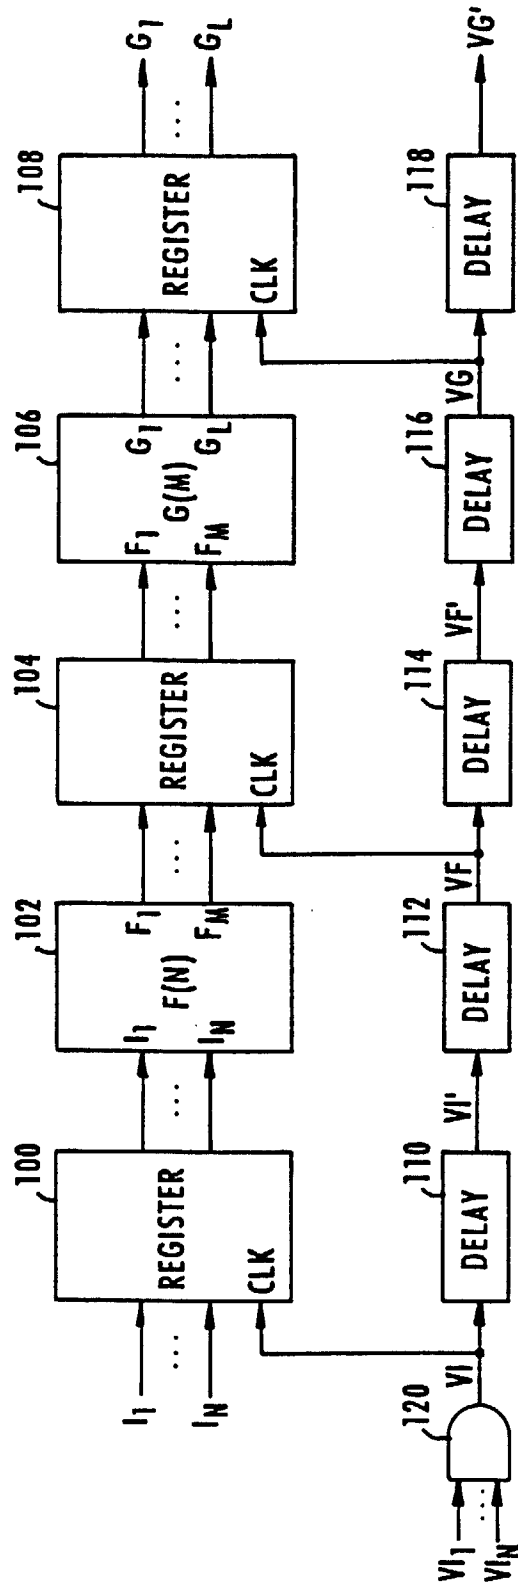 100 102 104 106 108
I1 REGISTER I1 F(N) F1 REGISTER F1 G(M) G1 REGISTER G1
... ... ... ... ... ...
IN CLK IN FM CLK FM GL CLK GL
120 110 112 114 116 118
VI1 VI DELAY VI' DELAY VF DELAY VF' DELAY VG DELAY VG'
....
VIN